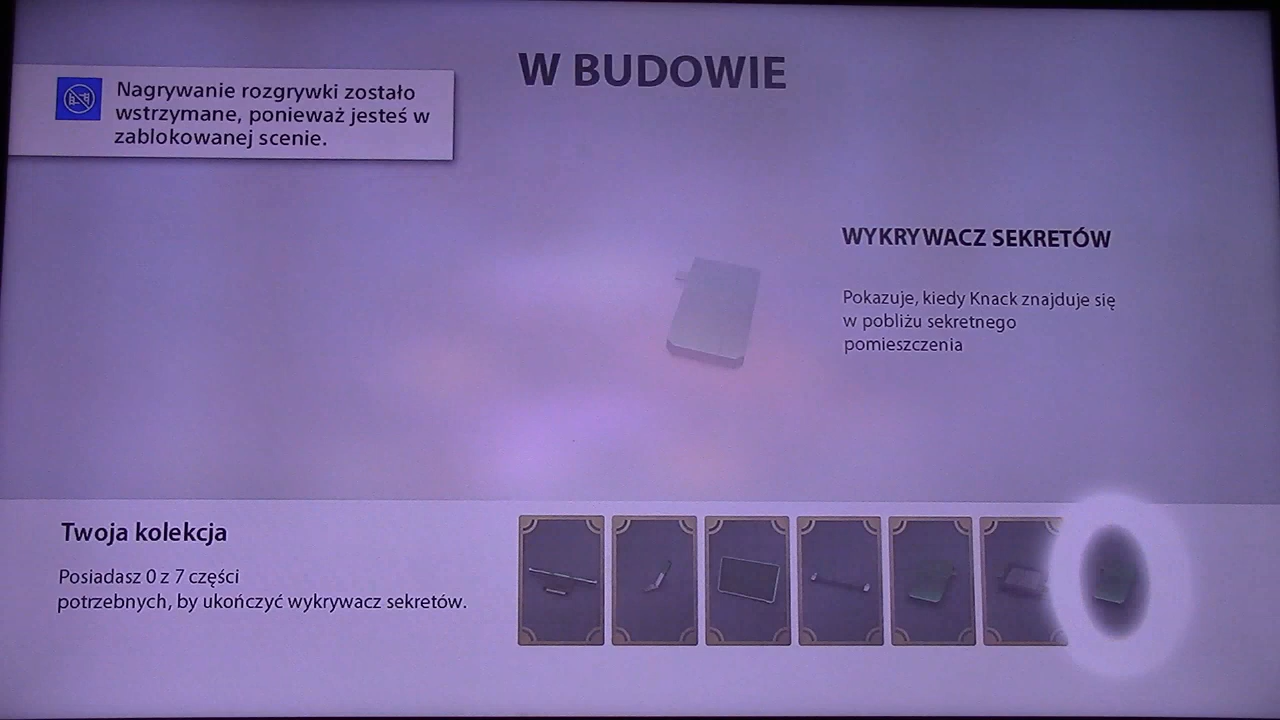 W BUDOWIE
Nagrywanie rozgrywki zostało
wstrzymane, ponieważ jesteś w
zablokowanej scenie.
WYKRYWACZ SEKRETÓW
Pokazuje, kiedy Knack znajduje się
w pobliżu sekretnego
pomieszczenia
Twoja kolekcja
Posiadasz 0 z 7 części
potrzebnych, by ukończyć wykrywacz sekretów.